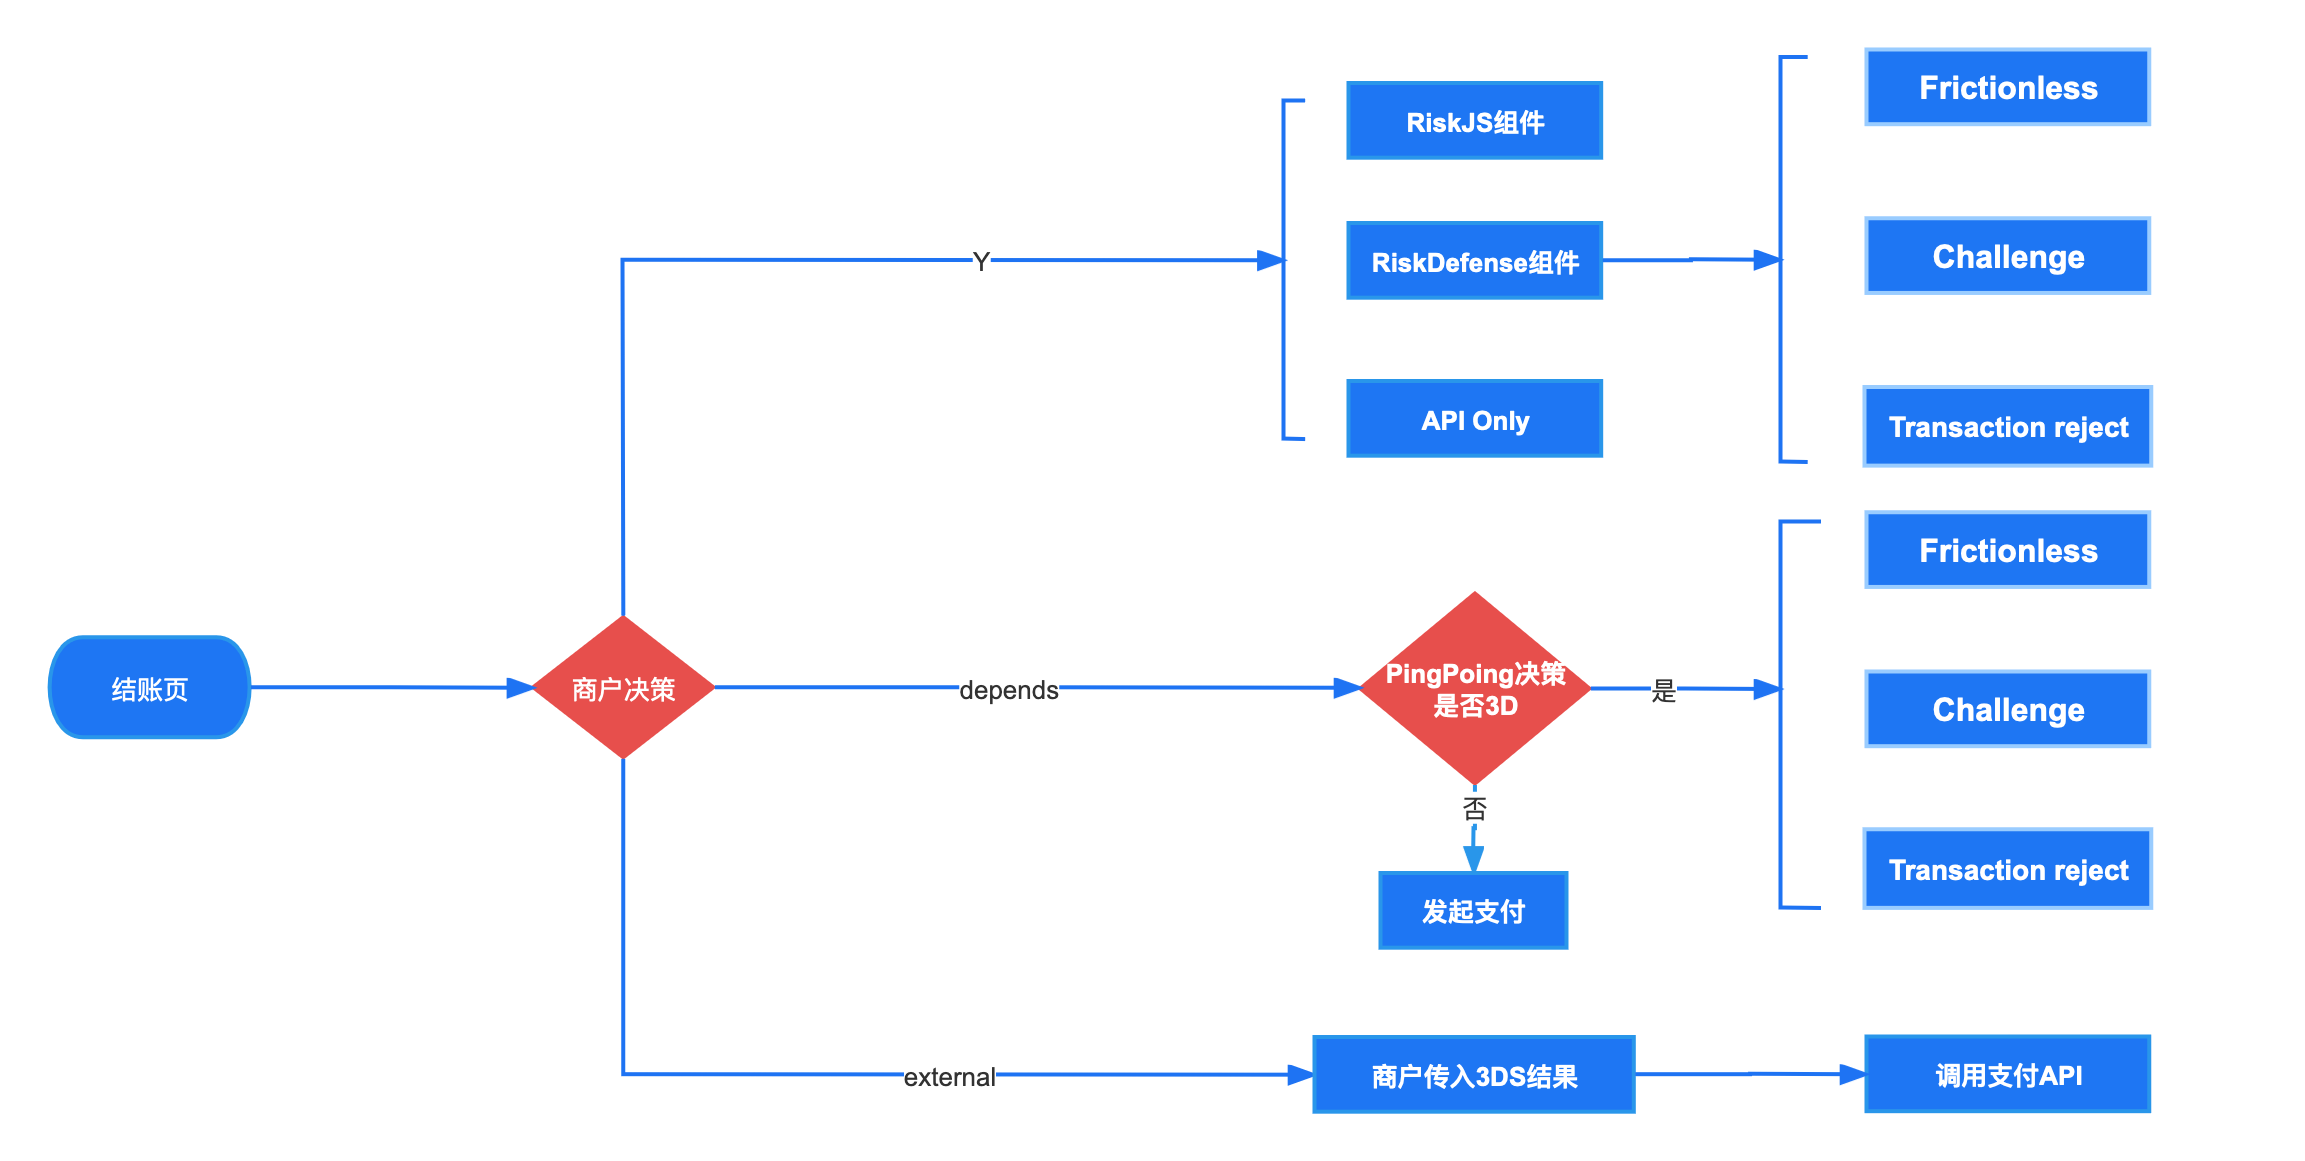 Frictionless
RiskJS组件
Y
RiskDefense组件
Challenge
API Only
Transaction reject
Frictionless
结账页
商户决策
depends
PingPoing决策
是否3D
是
Challenge
否
发起支付
Transaction reject
external
商户传入3DS结果
调用支付API